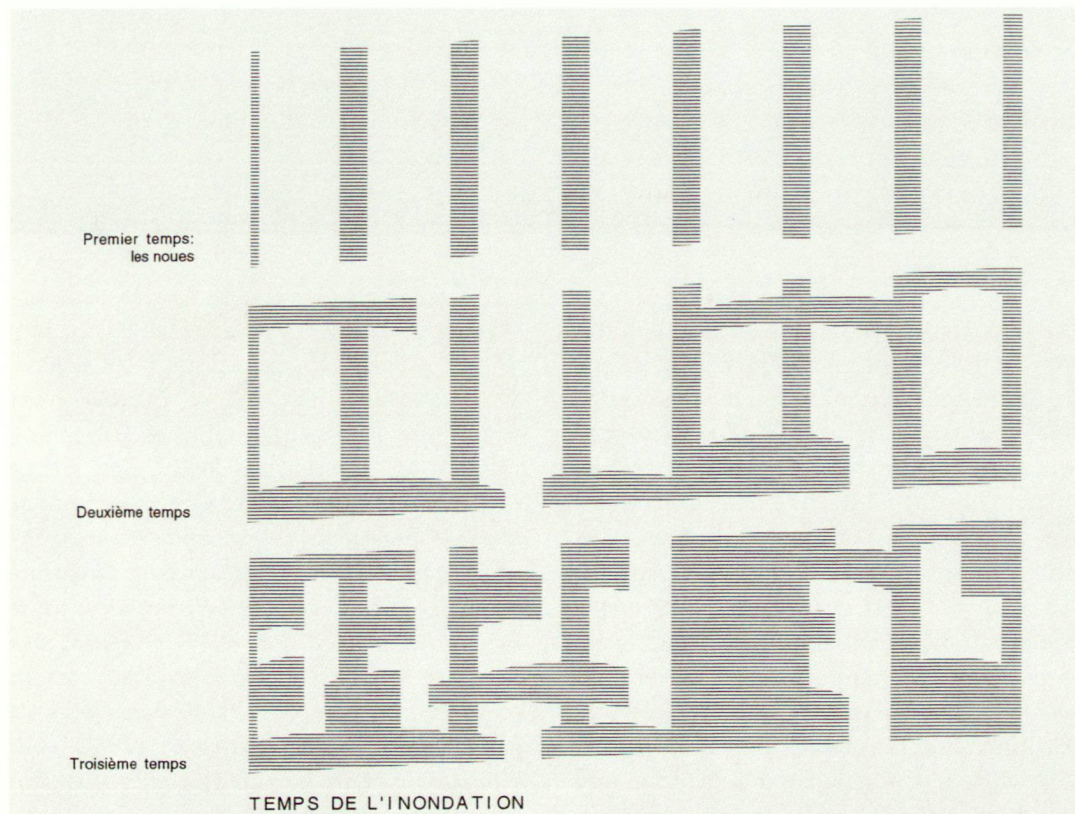 Premier temps:
les noues
Deuxième temps
Troisième temps
TEMPS DE L'INONDATION